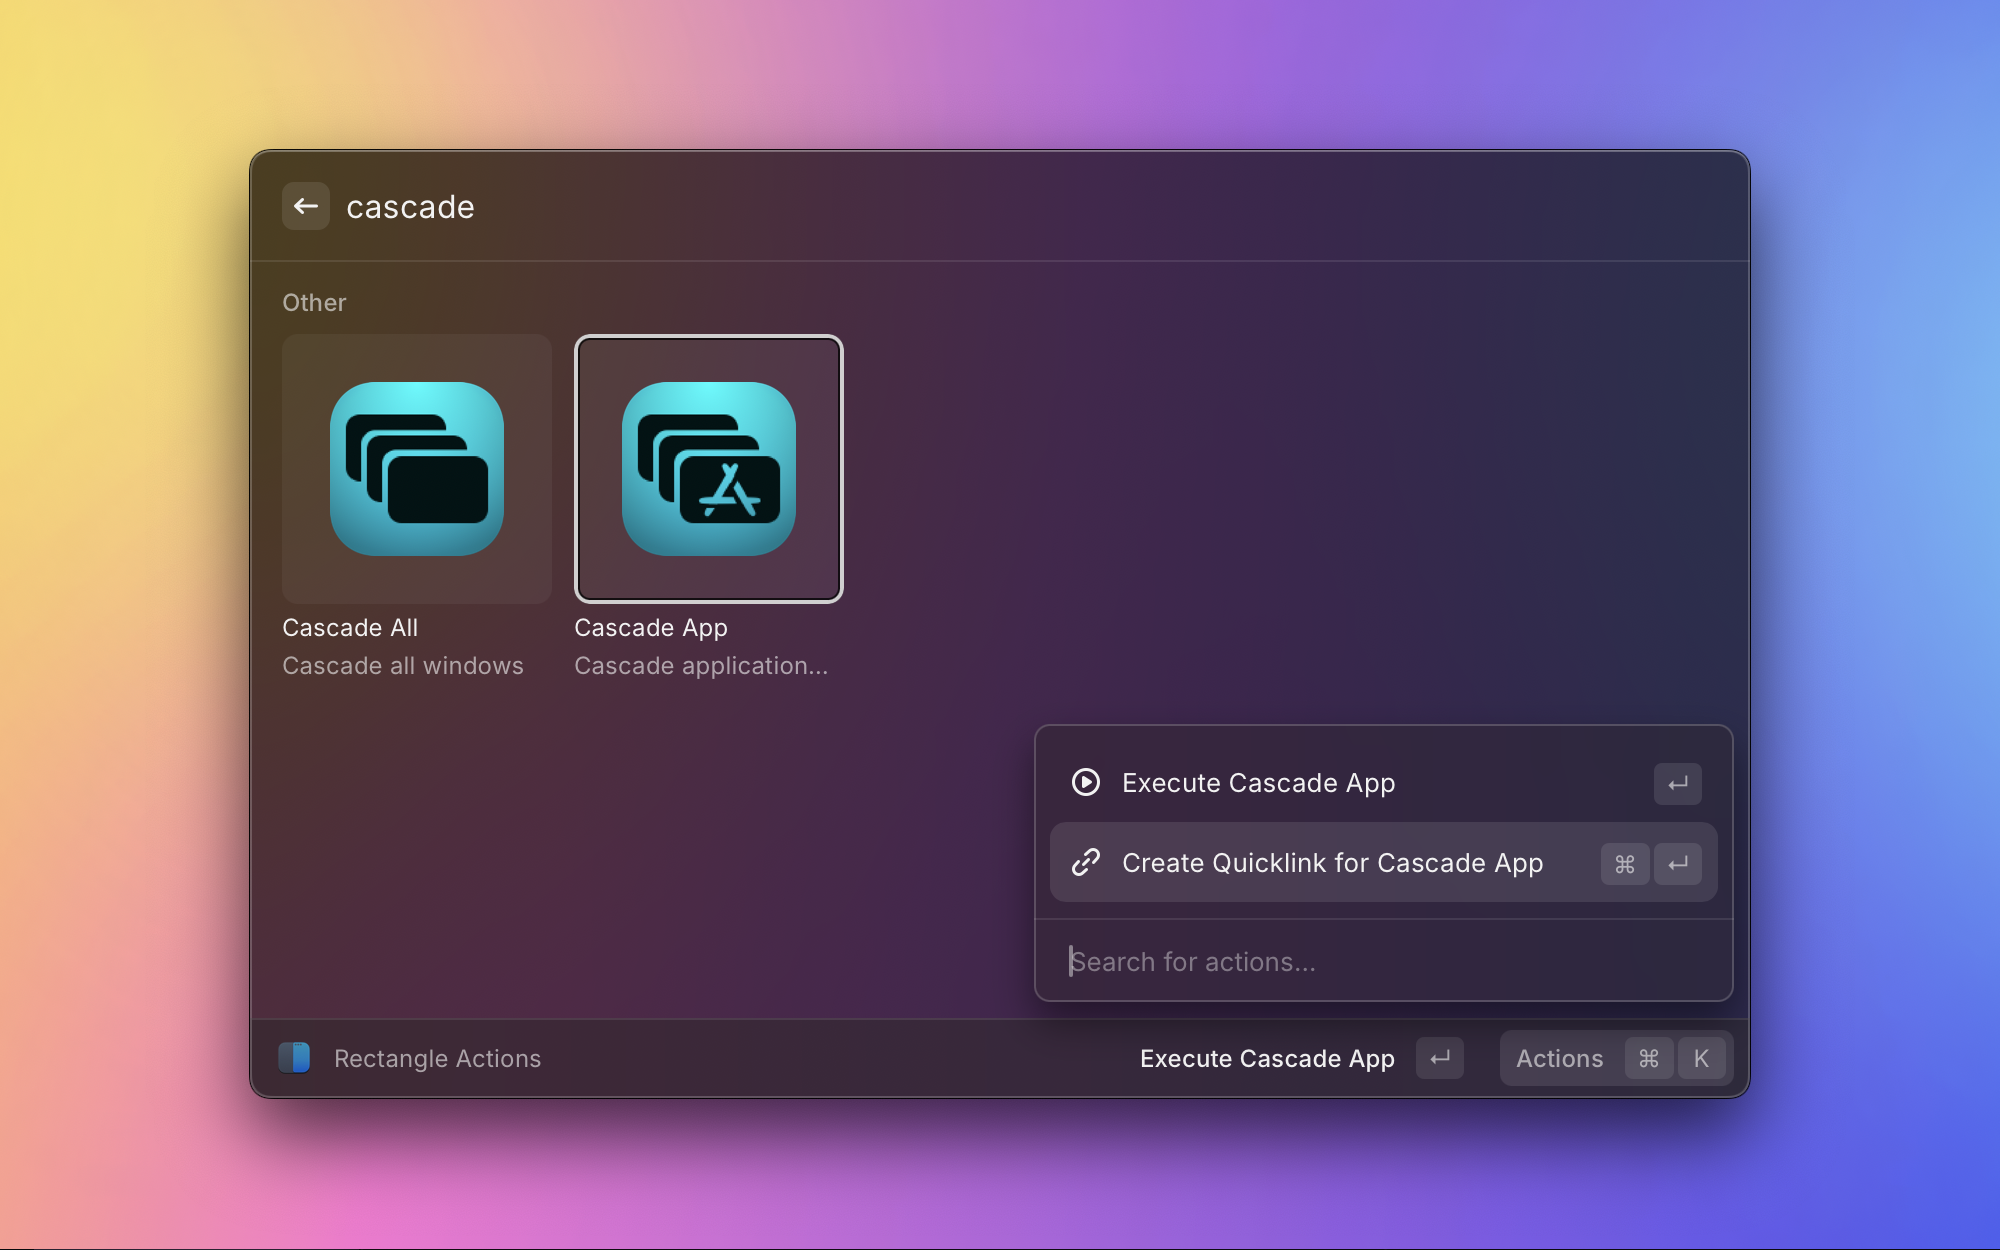 cascade
Other
Cascade All
Cascade all windows
Cascade App
Cascade application...
Execute Cascade App ↵
Create Quicklink for Cascade App ⌘ ↵
Search for actions...
Rectangle Actions
Execute Cascade App ↵
Actions ⌘ K